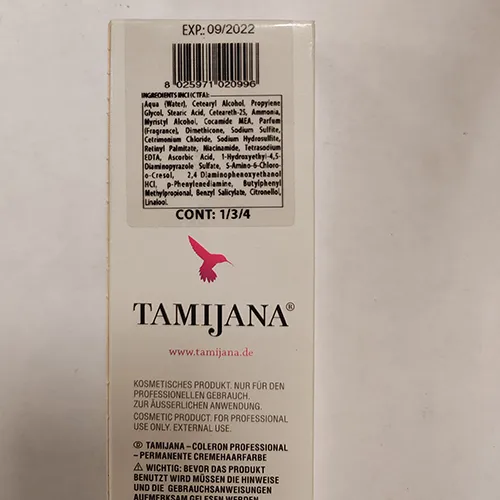 EXP.: 09/2022
8 025971 020996
INGREDIENTS INCI (CTFA):
Aqua (Water), Cetearyl Alcohol, Propylene
Glycol, Stearic Acid, Ceteareth-25, Ammonia,
Myristyl Alcohol, Cocamide MEA, Parfum
(Fragrance), Dimethicone, Sodium Sulfite,
Cetrimonium Chloride, Sodium Hydrosulfite,
Retinyl Palmitate, Niacinamide, Tetrasodium
EDTA, Ascorbic Acid, 1-Hydroxyethyl-4,5-
Diaminopyrazole Sulfate, 5-Amino-6-Chloro-
o-Cresol, 2,4 Diaminophenoxyethanol
HCl, p-Phenylenediamine, Butylphenyl
Methylpropional, Benzyl Salicylate, Citronellol,
Linalool.
CONT: 1/3/4
TAMIJANA®
www.tamijana.de
KOSMETISCHES PRODUKT. NUR FÜR DEN
PROFESSIONELLEN GEBRAUCH.
ZUR ÄUSSERLICHEN ANWENDUNG.
COSMETIC PRODUCT. FOR PROFESSIONAL
USE ONLY. EXTERNAL USE.
TAMIJANA – COLERON PROFESSIONAL
– PERMANENTE CREMEHAARFARBE
WICHTIG: BEVOR DAS PRODUKT
BENUTZT WIRD MÜSSEN DIE HINWEISE
UND DIE GEBRAUCHSANWEISUNGEN
AUFMERKSAM GELESEN WERDEN